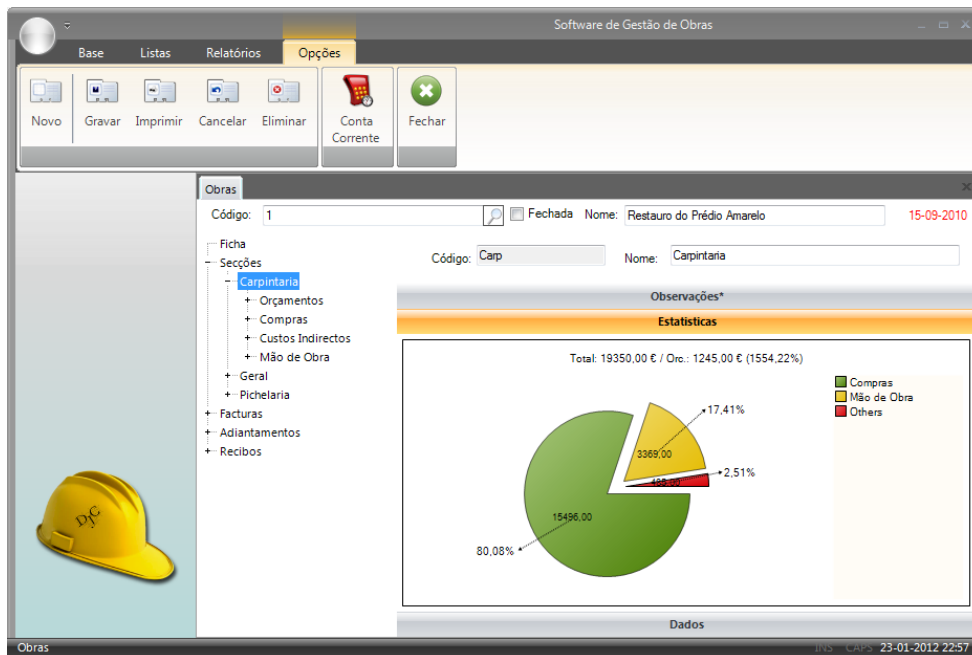 Software de Gestão de Obras
Base Listas Relatórios Opções
Novo Gravar Imprimir Cancelar Eliminar Conta Corrente Fechar
Obras
Código: 1 Fechada Nome: Restauro do Prédio Amarelo 15-09-2010
Ficha
Secções
Carpintaria
Orçamentos
Compras
Custos Indirectos
Mão de Obra
Geral
Pichelaria
Facturas
Adiantamentos
Recibos
Código: Carp Nome: Carpintaria
Observações*
Estatisticas
Total: 19350,00 € / Orc.: 1245,00 € (1554,22%)
Compras
Mão de Obra
Others
17,41%
3369,00
2,51%
15496,00
80,08%
Dados
DJC
Obras INS CAPS 23-01-2012 22:57